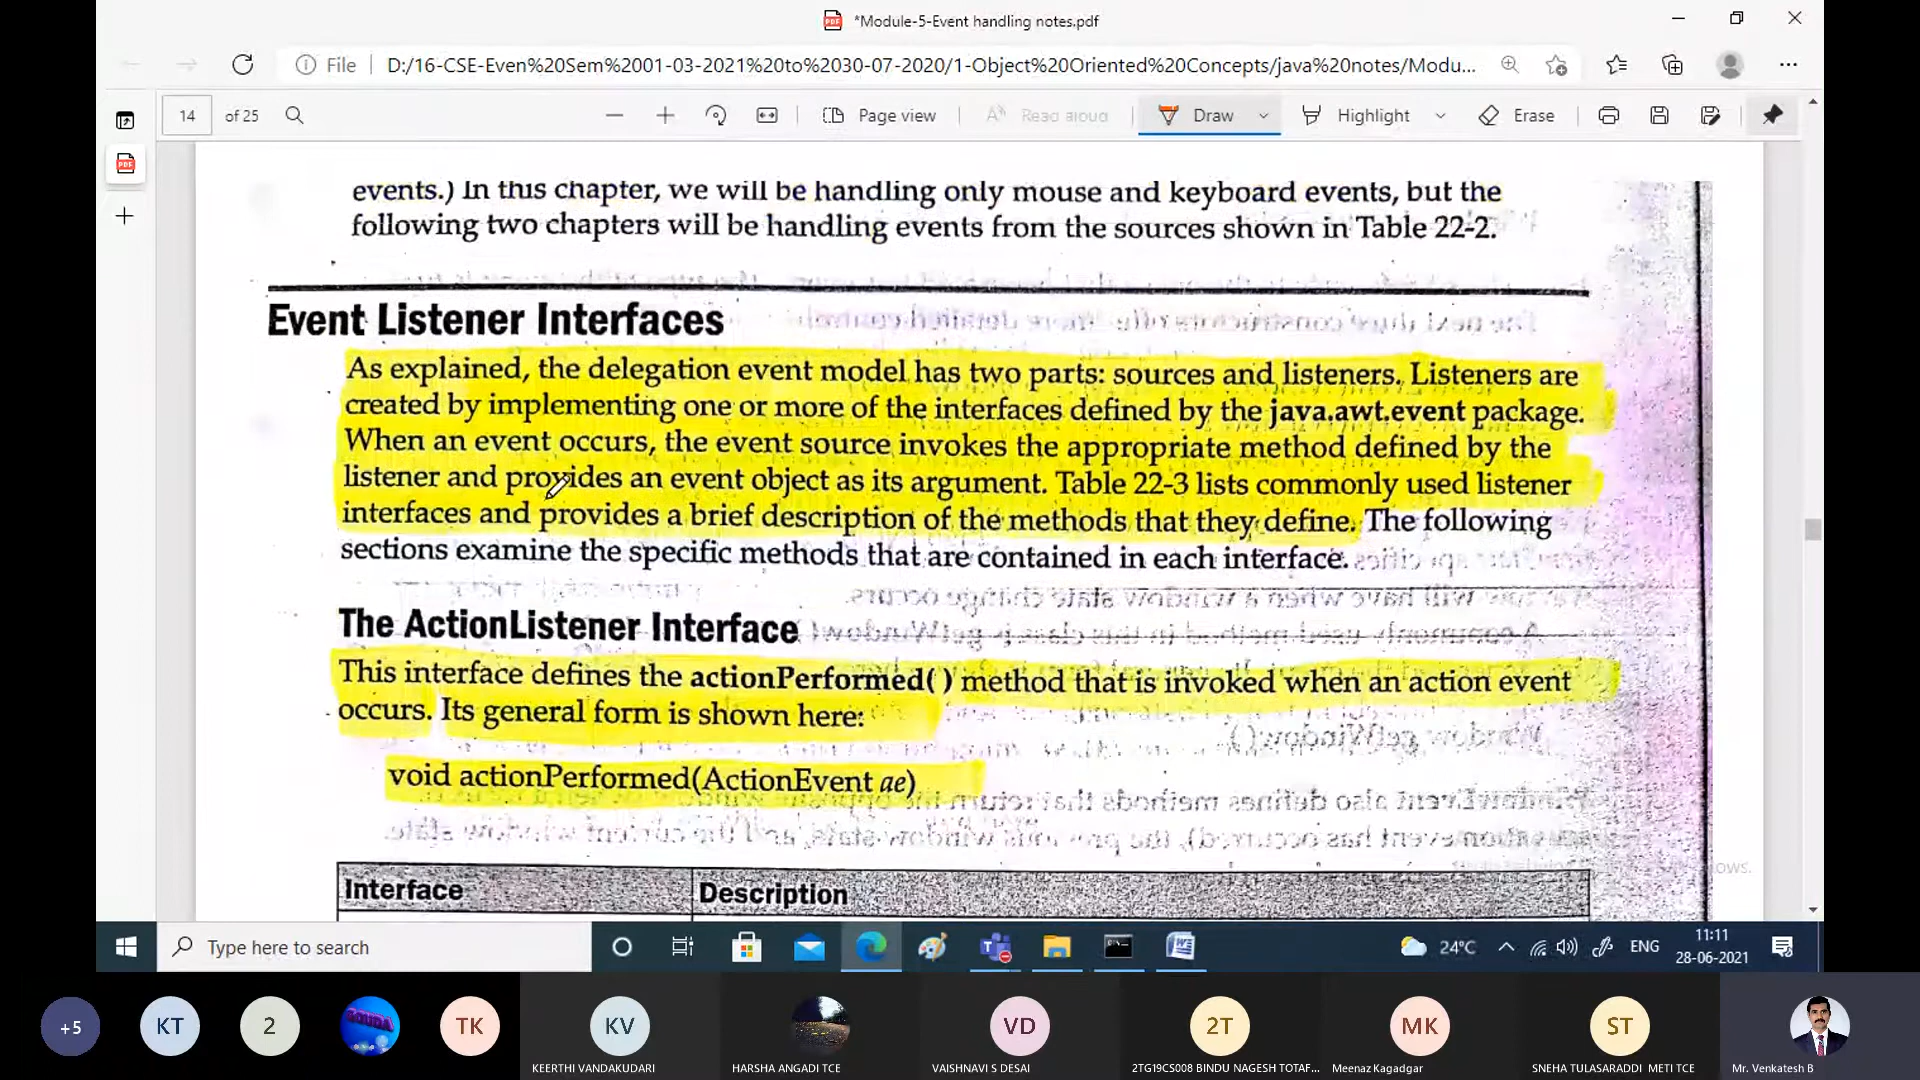 *Module-5-Event handling notes.pdf
File
D:/16-CSE-Even%20Sem%2001-03-2021%20to%2030-07-2020/1-Object%20Oriented%20Concepts/java%20notes/Modu...
14 of 25
Page view
Read aloud
Draw
Highlight
Erase
events.) In this chapter, we will be handling only mouse and keyboard events, but the
following two chapters will be handling events from the sources shown in Table 22-2.
Event Listener Interfaces
As explained, the delegation event model has two parts: sources and listeners. Listeners are
created by implementing one or more of the interfaces defined by the java.awt.event package.
When an event occurs, the event source invokes the appropriate method defined by the
listener and provides an event object as its argument. Table 22-3 lists commonly used listener
interfaces and provides a brief description of the methods that they define. The following
sections examine the specific methods that are contained in each interface.
The ActionListener Interface
This interface defines the actionPerformed( ) method that is invoked when an action event
occurs. Its general form is shown here:
void actionPerformed(ActionEvent ae)
Interface
Description
Type here to search
24°C
ENG
11:11
28-06-2021
+5
KT
2
TK
KV
VD
2T
MK
ST
KEERTHI VANDAKUDARI
HARSHA ANGADI TCE
VAISHNAVI S DESAI
2TG19CS008 BINDU NAGESH TOTAF...
Meenaz Kagadgar
SNEHA TULASARADDI METI TCE
Mr. Venkatesh B